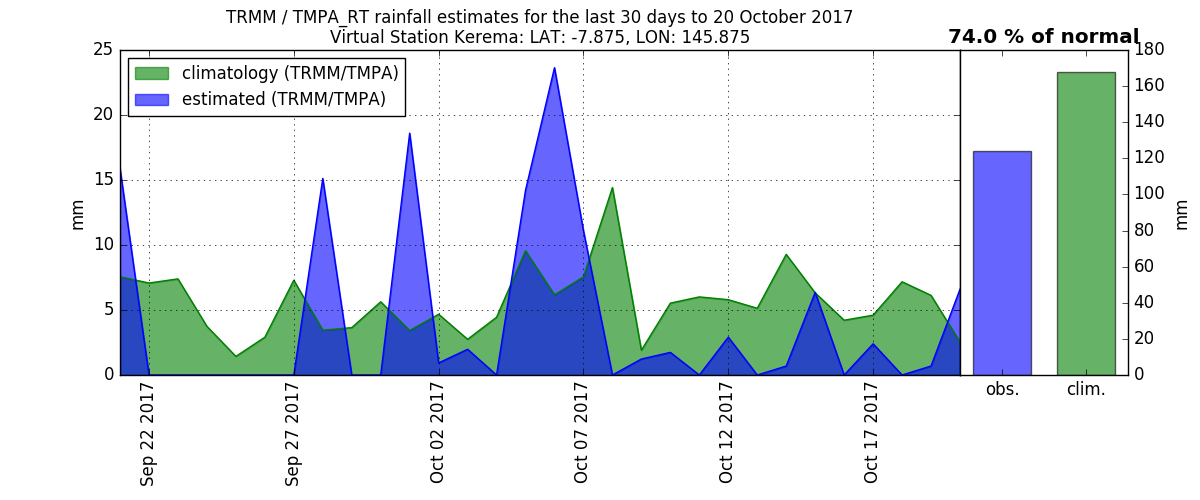 TRMM / TMPA_RT rainfall estimates for the last 30 days to 20 October 2017
Virtual Station Kerema: LAT: -7.875, LON: 145.875
74.0 % of normal
climatology (TRMM/TMPA)
estimated (TRMM/TMPA)
25
20
15
10
5
0
mm
Sep 22 2017
Sep 27 2017
Oct 02 2017
Oct 07 2017
Oct 12 2017
Oct 17 2017
180
160
140
120
100
80
60
40
20
0
mm
obs.
clim.